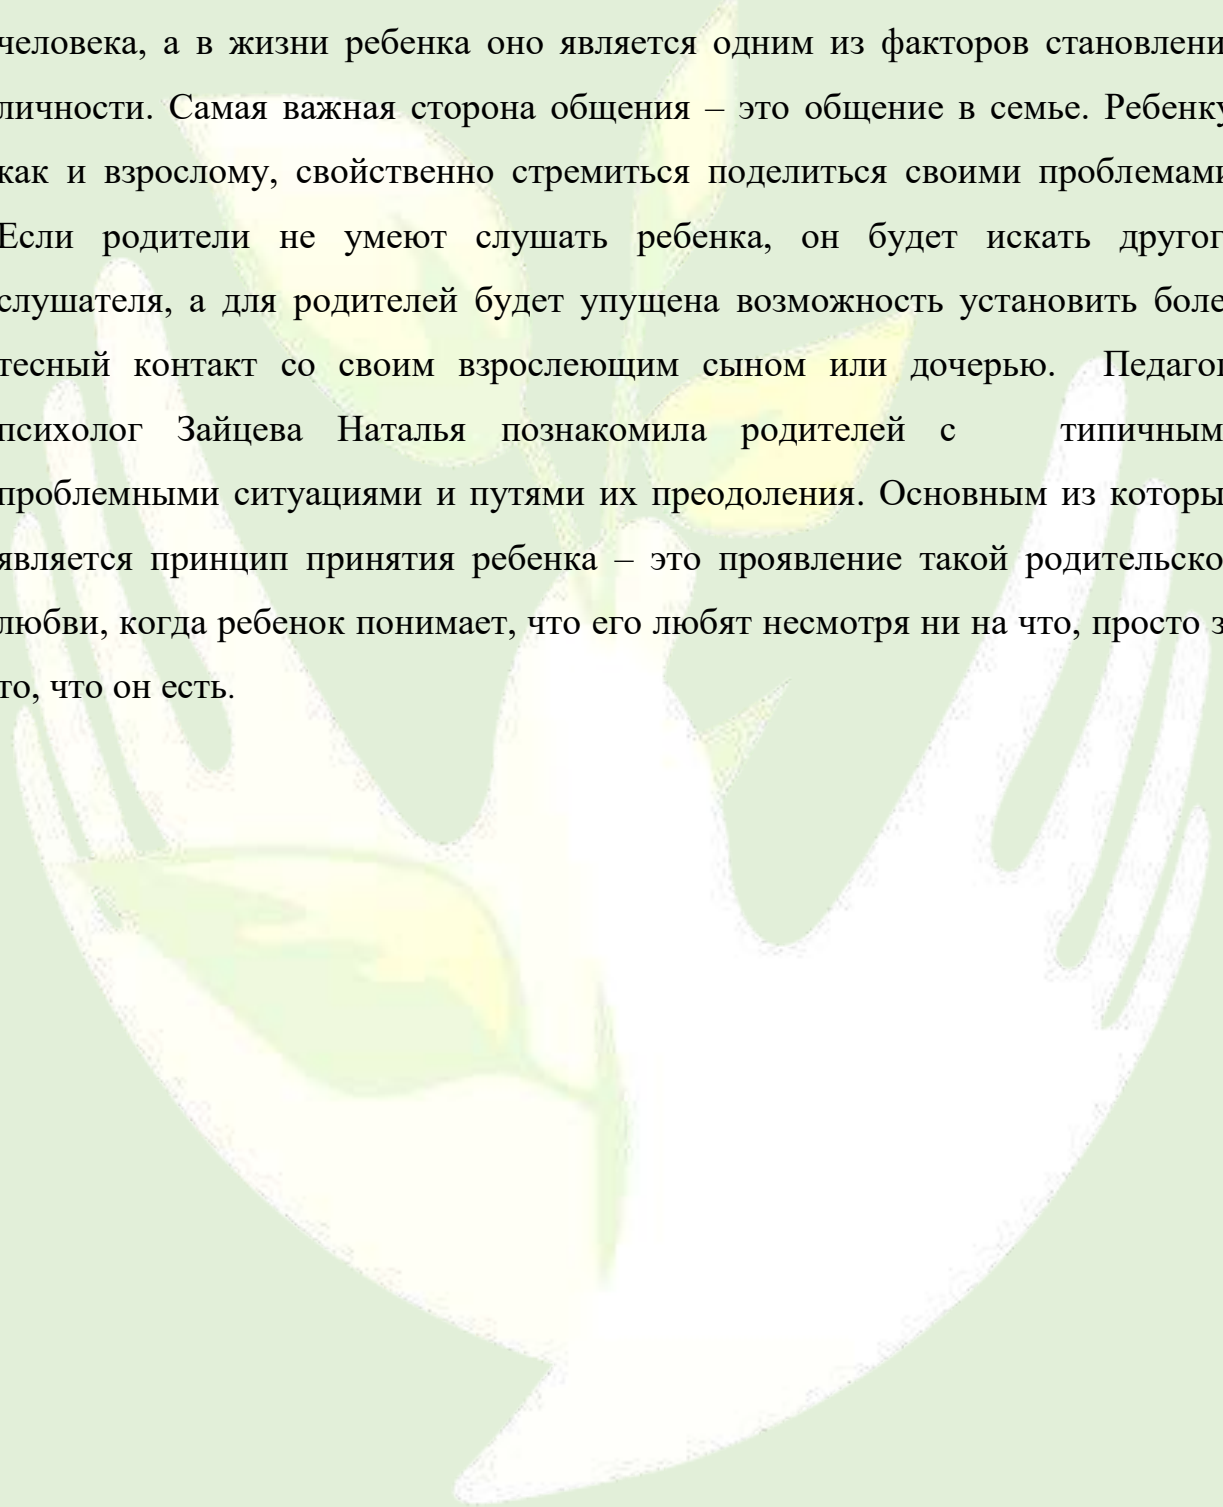 человека, а в жизни ребенка оно является одним из факторов становлени
личности. Самая важная сторона общения – это общение в семье. Ребенку
как и взрослому, свойственно стремиться поделиться своими проблемами
Если родители не умеют слушать ребенка, он будет искать другог
слушателя, а для родителей будет упущена возможность установить боле
тесный контакт со своим взрослеющим сыном или дочерью. Педагог
психолог Зайцева Наталья познакомила родителей с типичным
проблемными ситуациями и путями их преодоления. Основным из которы
является принцип принятия ребенка – это проявление такой родительско
любви, когда ребенок понимает, что его любят несмотря ни на что, просто з
то, что он есть.